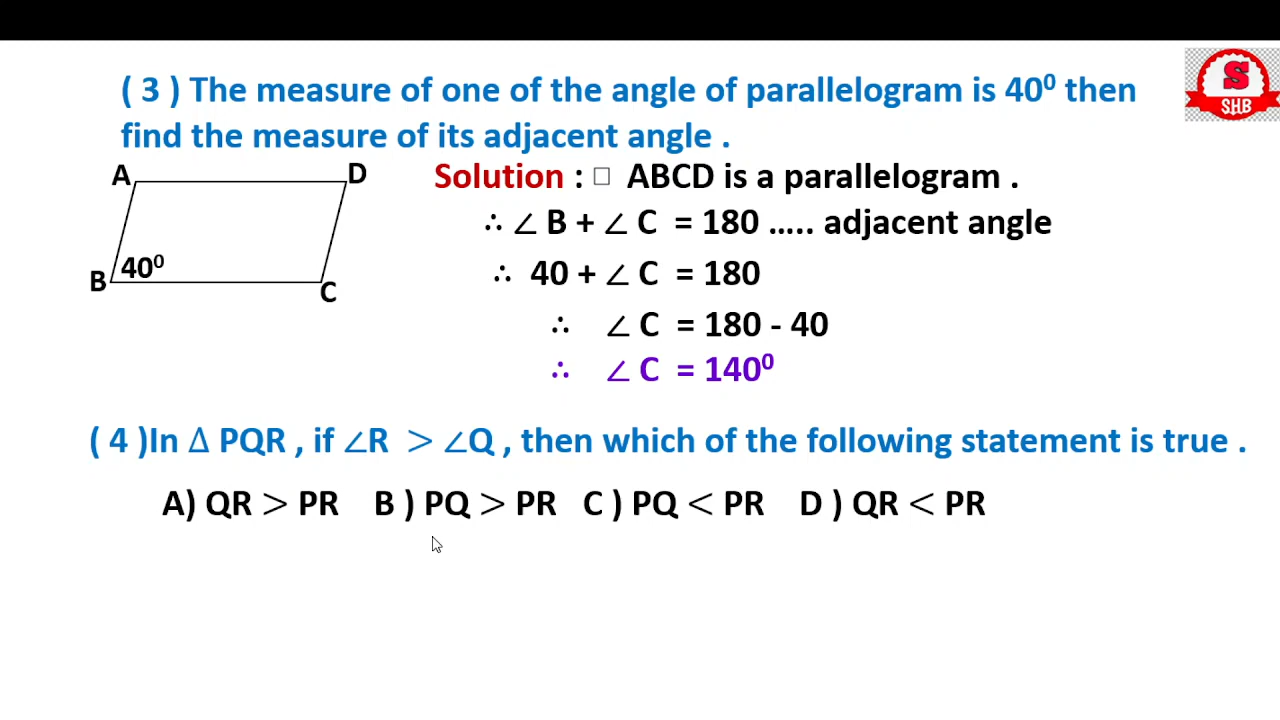 ( 3 ) The measure of one of the angle of parallelogram is 40⁰ then
find the measure of its adjacent angle .
S
S.H.B
A
D
40⁰
B
C
Solution : □ ABCD is a parallelogram .
∴ ∠ B + ∠ C = 180 ….. adjacent angle
∴ 40 + ∠ C = 180
∴ ∠ C = 180 - 40
∴ ∠ C = 140⁰
( 4 )In Δ PQR , if ∠R > ∠Q , then which of the following statement is true .
A) QR > PR B ) PQ > PR C ) PQ < PR D ) QR < PR